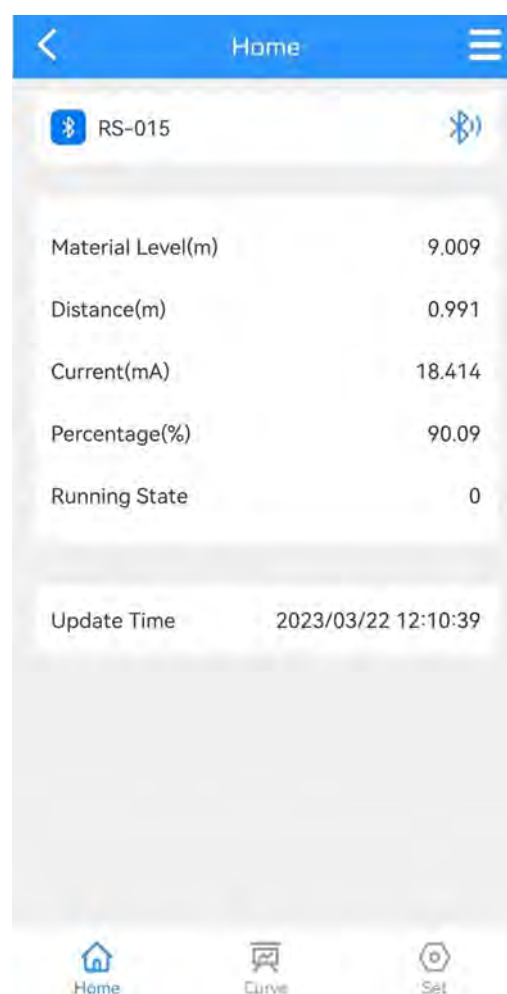 Home
RS-015
Material Level(m) 9.009
Distance(m) 0.991
Current(mA) 18.414
Percentage(%) 90.09
Running State 0
Update Time 2023/03/22 12:10:39
Home Curve Set